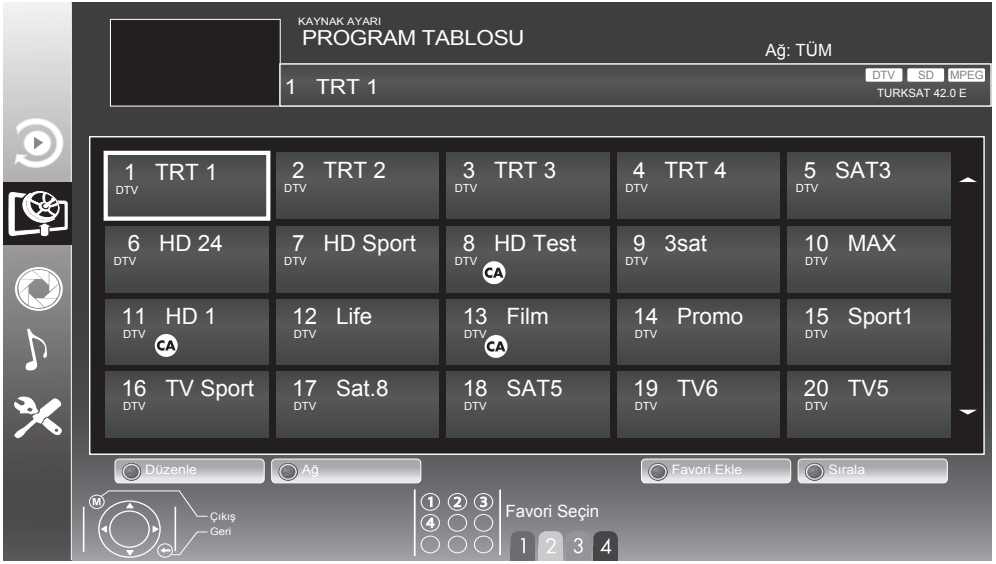 KAYNAK AYARI
PROGRAM TABLOSU
Ağ: TÜM
1 TRT 1
DTV SD MPEG
TURKSAT 42.0 E
1 TRT 1 2 TRT 2 3 TRT 3 4 TRT 4 5 SAT3
DTV DTV DTV DTV DTV
6 HD 24 7 HD Sport 8 HD Test 9 3sat 10 MAX
DTV DTV DTV DTV DTV
CA
11 HD 1 12 Life 13 Film 14 Promo 15 Sport1
DTV DTV DTV DTV DTV
CA CA
16 TV Sport 17 Sat.8 18 SAT5 19 TV6 20 TV5
DTV DTV DTV DTV DTV
Düzenle Ağ Favori Ekle Sırala
M
Çıkış
Geri
1 2 3
4
Favori Seçin
1 2 3 4